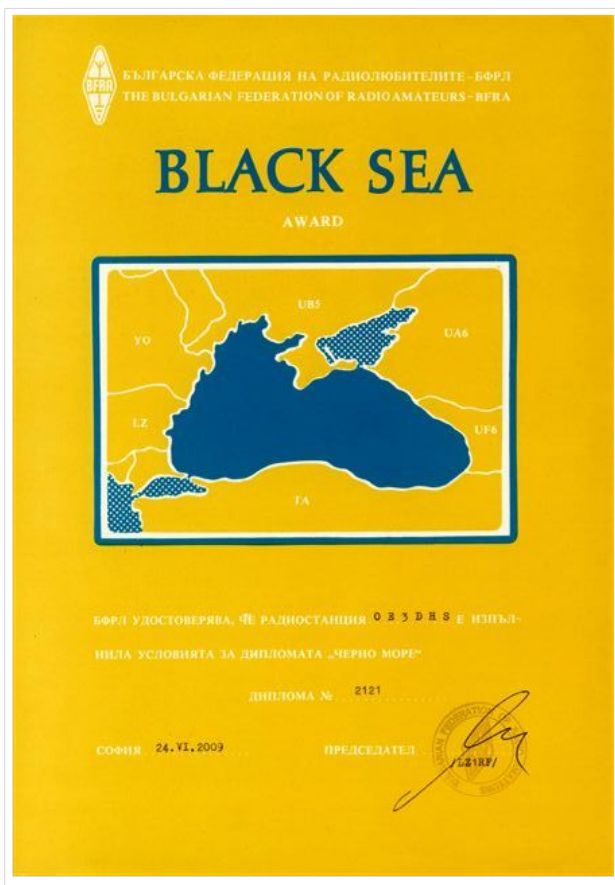 BFRA
БЪЛГАРСКА ФЕДЕРАЦИЯ НА РАДИОЛЮБИТЕЛИТЕ-БФРЛ
THE BULGARIAN FEDERATION OF RADIO AMATEURS-BFRA
BLACK SEA
AWARD
UB5
YO
UA6
LZ
UF6
TA
БФРЛ УДОСТОВЕРЯВА, ЧЕ РАДИОСТАНЦИЯ OE3DHS Е ИЗПЪЛ-
НИЛА УСЛОВИЯТА ЗА ДИПЛОМАТА „ЧЕРНО МОРЕ“
ДИПЛОМА № 2121
СОФИЯ 24.VI.2009 ПРЕДСЕДАТЕЛ
/LZ1RF/